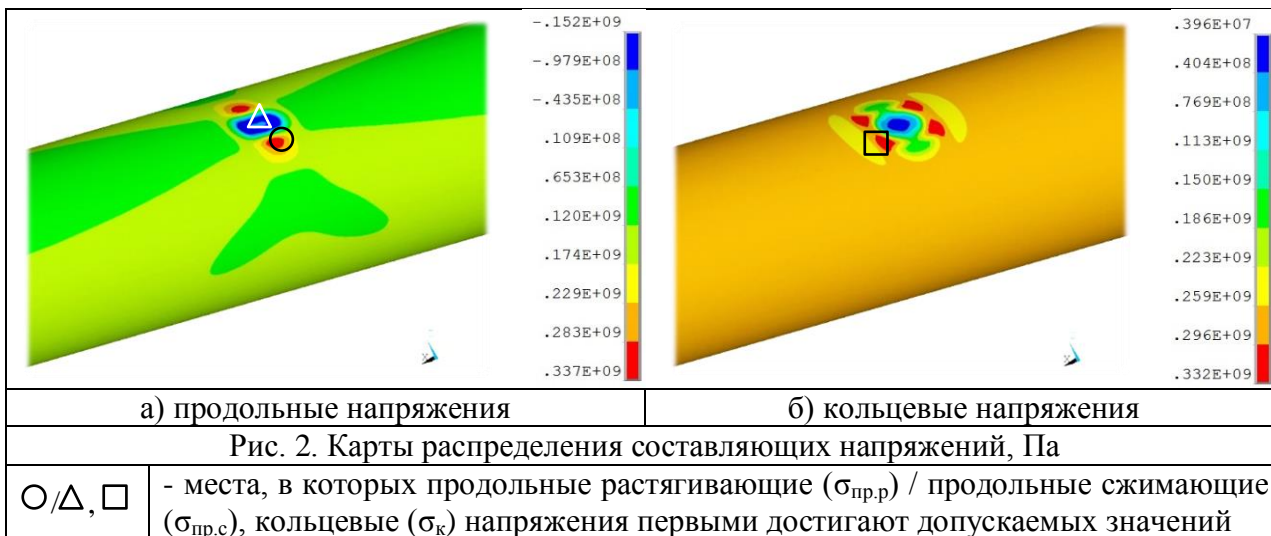 -.152E+09
-.979E+08
-.435E+08
.109E+08
.653E+08
.120E+09
.174E+09
.229E+09
.283E+09
.337E+09
.396E+07
.404E+08
.769E+08
.113E+09
.150E+09
.186E+09
.223E+09
.259E+09
.296E+09
.332E+09
x
а) продольные напряжения
б) кольцевые напряжения
Рис. 2. Карты распределения составляющих напряжений, Па
○/△, □ - места, в которых продольные растягивающие (σпр.р) / продольные сжимающие
(σпр.с), кольцевые (σк) напряжения первыми достигают допускаемых значений